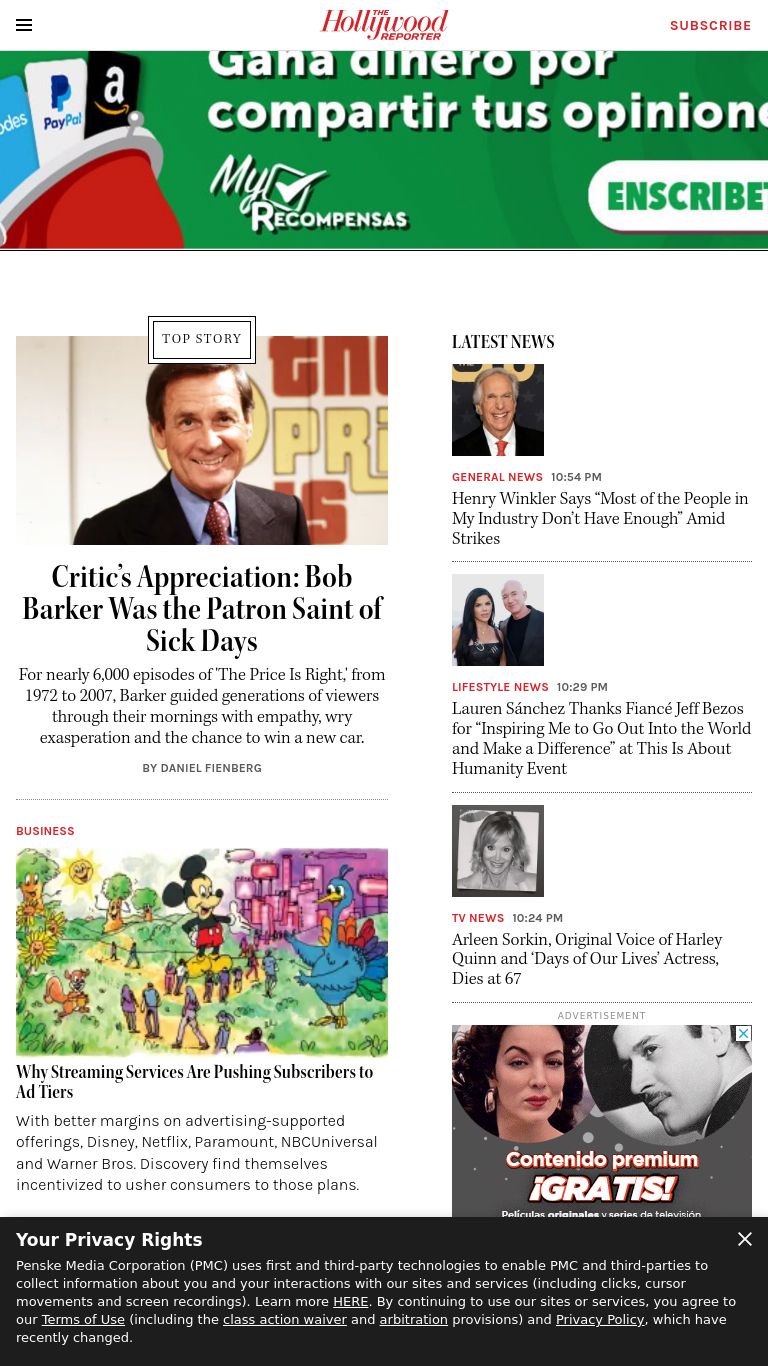 THE
Hollywood
REPORTER
SUBSCRIBE
Gana dinero por
compartir tus opinione
odes
PayPal
a
My
RECOMPENSAS
ENSCRIBET
TOP STORY
the
PRI
IS
Critic’s Appreciation: Bob
Barker Was the Patron Saint of
Sick Days
For nearly 6,000 episodes of 'The Price Is Right,' from
1972 to 2007, Barker guided generations of viewers
through their mornings with empathy, wry
exasperation and the chance to win a new car.
BY DANIEL FIENBERG
BUSINESS
Why Streaming Services Are Pushing Subscribers to
Ad Tiers
With better margins on advertising-supported
offerings, Disney, Netflix, Paramount, NBCUniversal
and Warner Bros. Discovery find themselves
incentivized to usher consumers to those plans.
LATEST NEWS
GENERAL NEWS 10:54 PM
Henry Winkler Says “Most of the People in
My Industry Don’t Have Enough” Amid
Strikes
LIFESTYLE NEWS 10:29 PM
Lauren Sánchez Thanks Fiancé Jeff Bezos
for “Inspiring Me to Go Out Into the World
and Make a Difference” at This Is About
Humanity Event
TV NEWS 10:24 PM
Arleen Sorkin, Original Voice of Harley
Quinn and ‘Days of Our Lives’ Actress,
Dies at 67
ADVERTISEMENT
Contenido premium
¡GRATIS!
Películas originales y series de televisión
Your Privacy Rights
Penske Media Corporation (PMC) uses first and third-party technologies to enable PMC and third-parties to
collect information about you and your interactions with our sites and services (including clicks, cursor
movements and screen recordings). Learn more HERE. By continuing to use our sites or services, you agree to
our Terms of Use (including the class action waiver and arbitration provisions) and Privacy Policy, which have
recently changed.